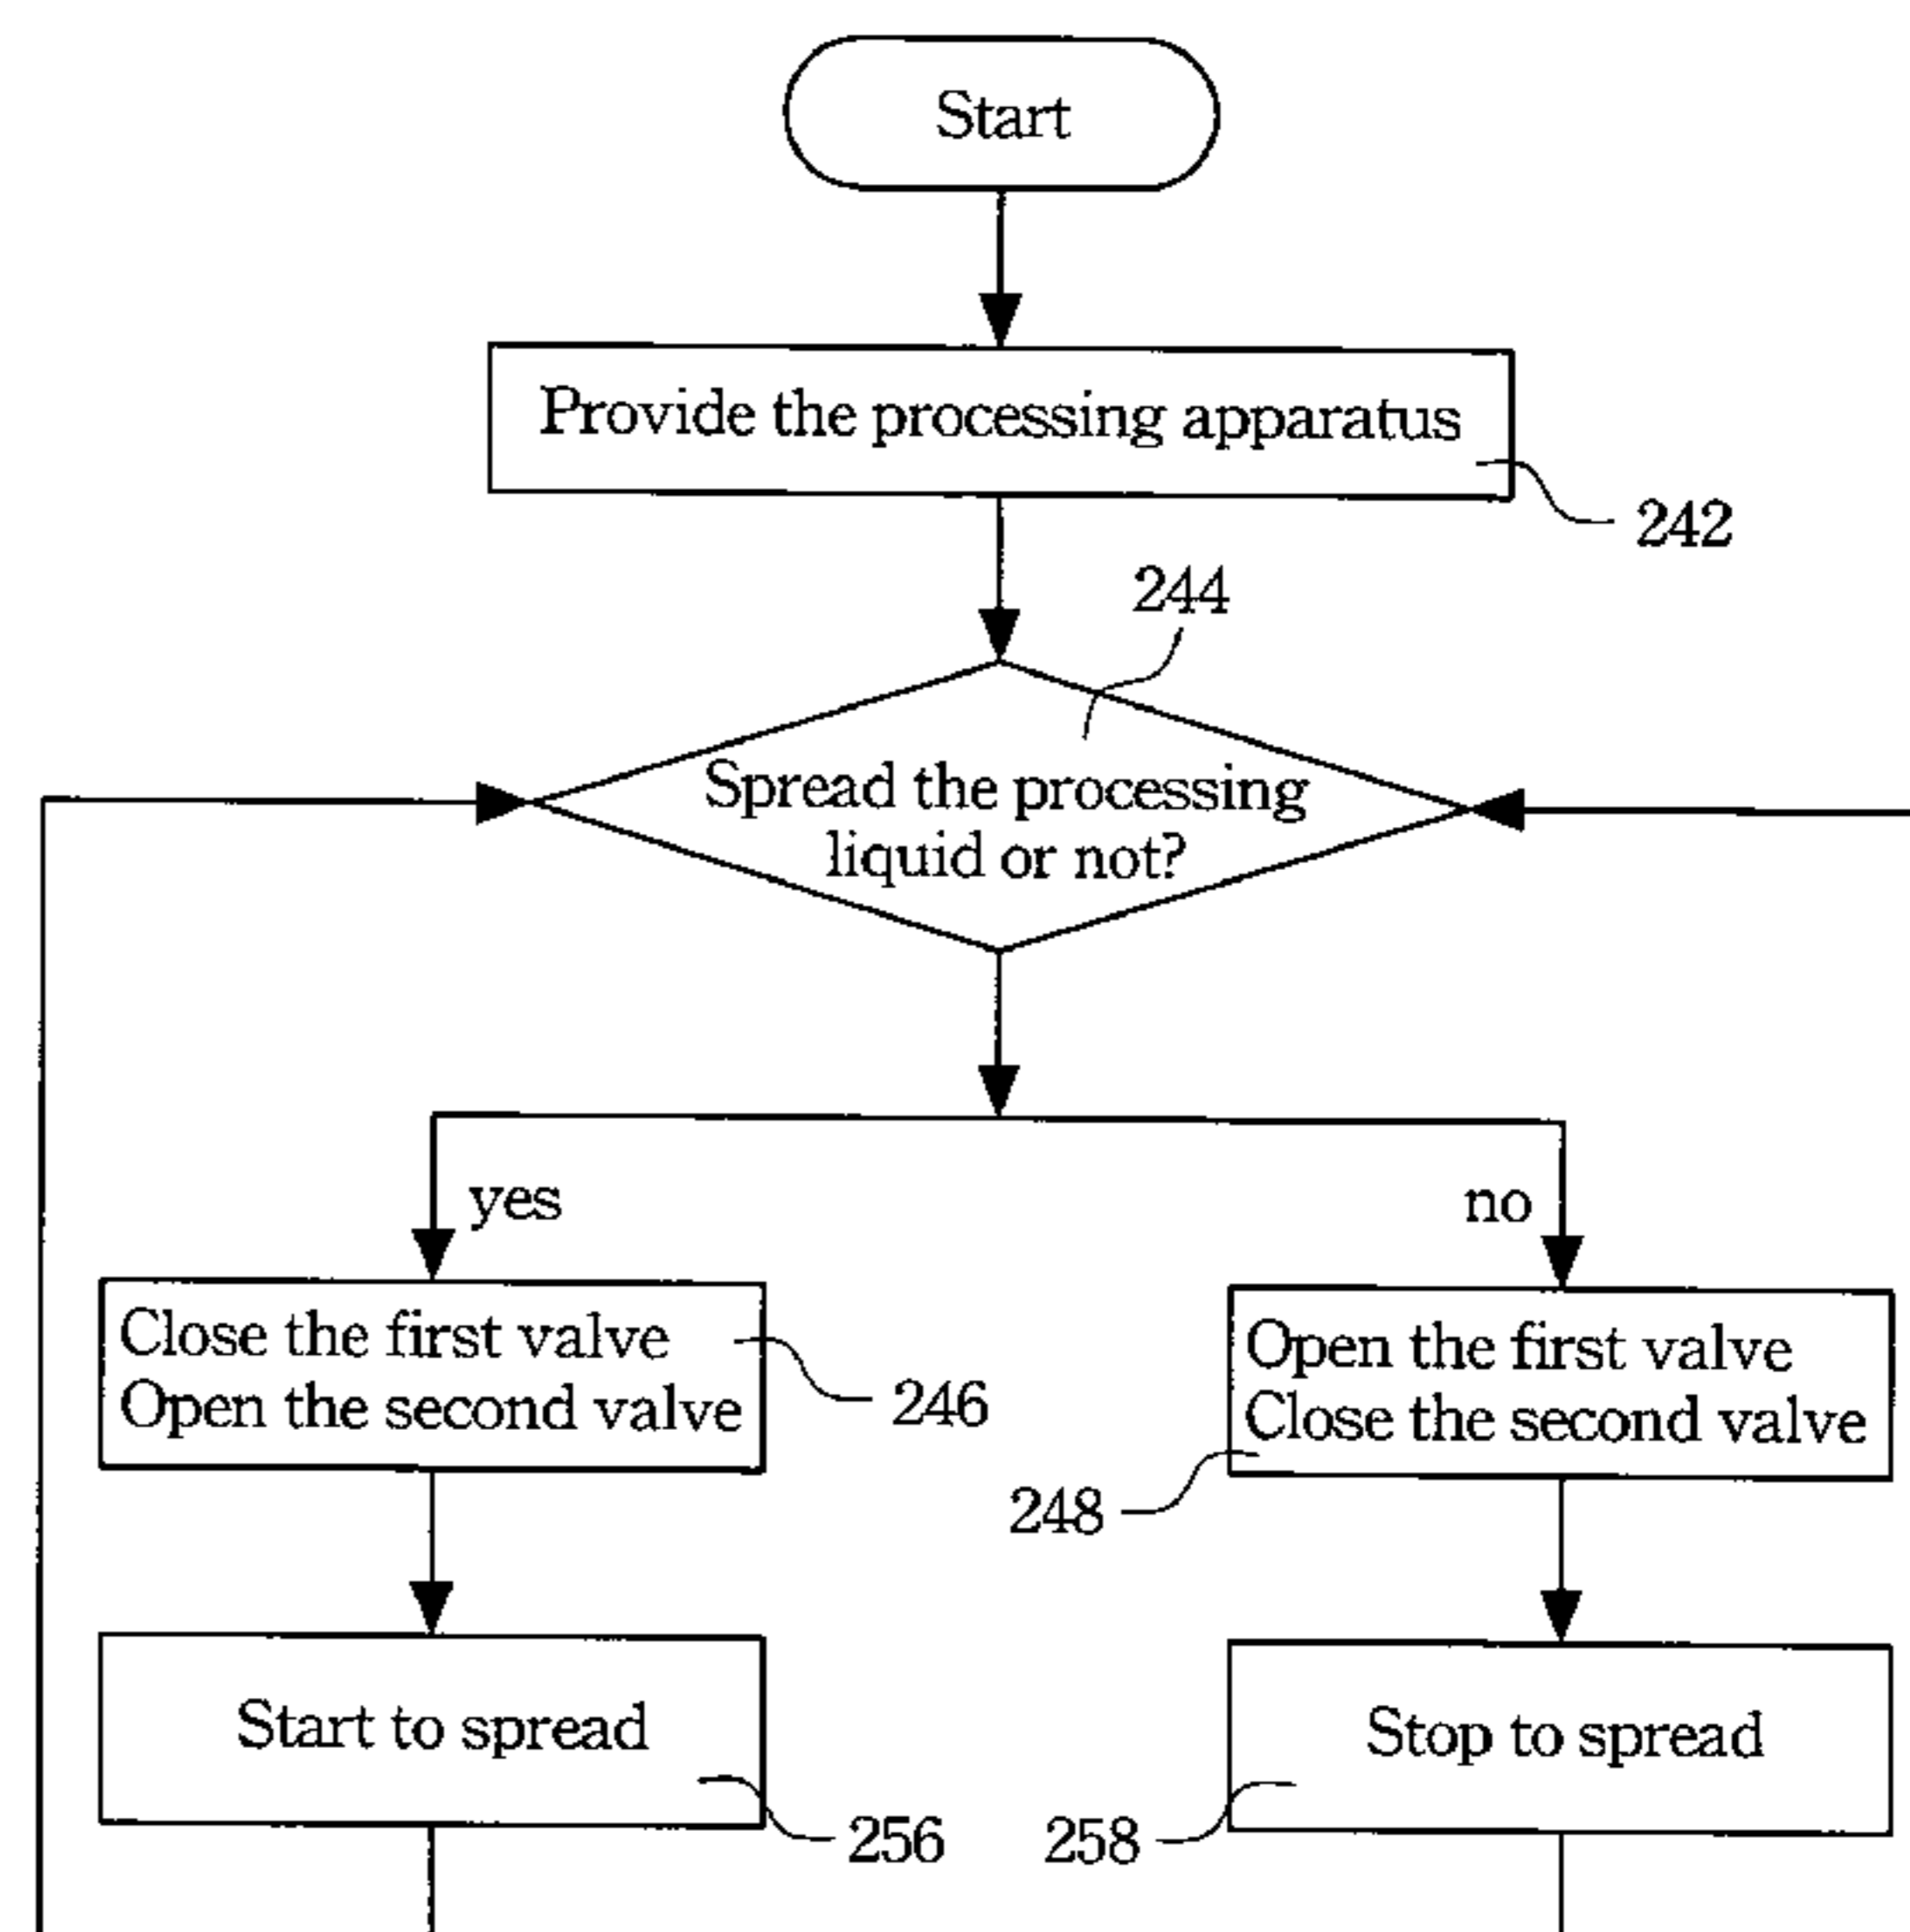 Start
Provide the processing apparatus
242
244
Spread the processing
liquid or not?
yes
no
Close the first valve
Open the second valve
246
Open the first valve
Close the second valve
248
Start to spread
256
Stop to spread
258